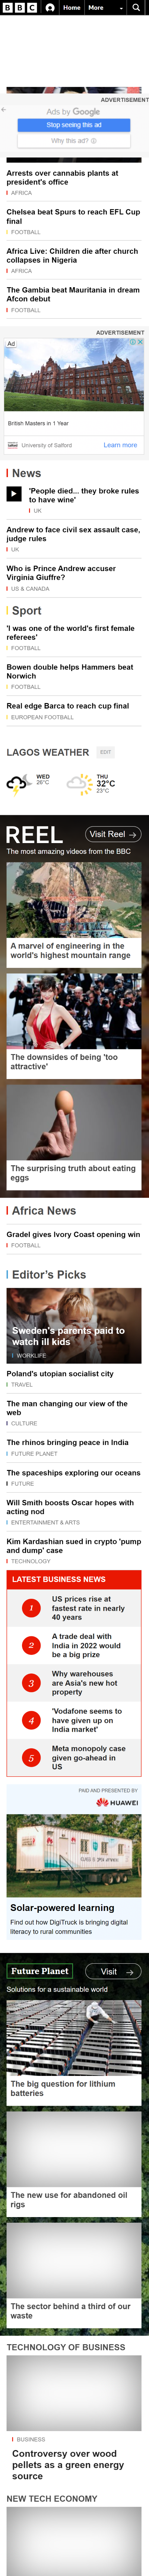 BBC
Home
More
ADVERTISEMENT
Ads by Google
Stop seeing this ad
Why this ad?
Arrests over cannabis plants at
president's office
AFRICA
Chelsea beat Spurs to reach EFL Cup
final
FOOTBALL
Africa Live: Children die after church
collapses in Nigeria
AFRICA
The Gambia beat Mauritania in dream
Afcon debut
FOOTBALL
ADVERTISEMENT
Ad
British Masters in 1 Year
University of Salford
Learn more
News
'People died... they broke rules
to have wine'
UK
Andrew to face civil sex assault case,
judge rules
UK
Who is Prince Andrew accuser
Virginia Giuffre?
US & CANADA
Sport
'I was one of the world's first female
referees'
FOOTBALL
Bowen double helps Hammers beat
Norwich
FOOTBALL
Real edge Barca to reach cup final
EUROPEAN FOOTBALL
LAGOS WEATHER
EDIT
WED
26°C
THU
32°C
23°C
REEL
Visit Reel
The most amazing videos from the BBC
A marvel of engineering in the
world's highest mountain range
The downsides of being 'too
attractive'
The surprising truth about eating
eggs
Africa News
Gradel gives Ivory Coast opening win
FOOTBALL
Editor's Picks
Sweden's parents paid to
watch ill kids
WORKLIFE
Poland's utopian socialist city
TRAVEL
The man changing our view of the
web
CULTURE
The rhinos bringing peace in India
FUTURE PLANET
The spaceships exploring our oceans
FUTURE
Will Smith boosts Oscar hopes with
acting nod
ENTERTAINMENT & ARTS
Kim Kardashian sued in crypto 'pump
and dump' case
TECHNOLOGY
LATEST BUSINESS NEWS
1
US prices rise at
fastest rate in nearly
40 years
2
A trade deal with
India in 2022 would
be a big prize
3
Why warehouses
are Asia's new hot
property
4
'Vodafone seems to
have given up on
India market'
5
Meta monopoly case
given go-ahead in
US
PAID AND PRESENTED BY
HUAWEI
Solar-powered learning
Find out how DigiTruck is bringing digital
literacy to rural communities
Future Planet
Visit
Solutions for a sustainable world
The big question for lithium
batteries
The new use for abandoned oil
rigs
The sector behind a third of our
waste
TECHNOLOGY OF BUSINESS
BUSINESS
Controversy over wood
pellets as a green energy
source
NEW TECH ECONOMY